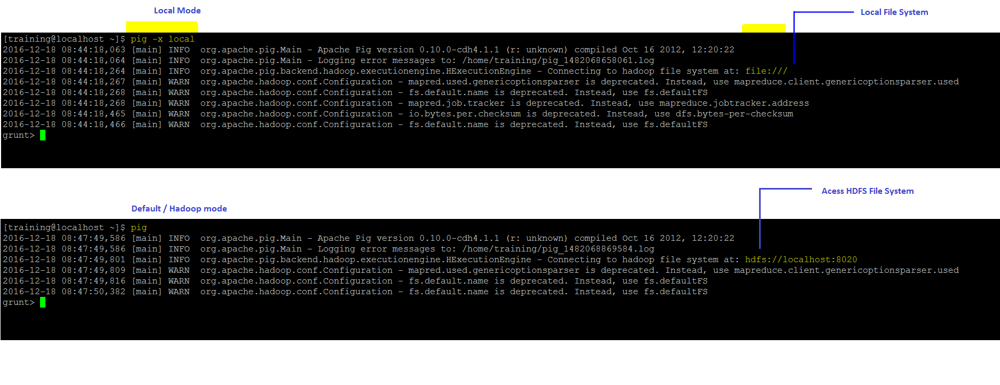 Local Mode
Local File System
[training@localhost ~]$ pig -x local
2016-12-18 08:44:18,063 [main] INFO  org.apache.pig.Main - Apache Pig version 0.10.0-cdh4.1.1 (r: unknown) compiled Oct 16 2012, 12:20:22
2016-12-18 08:44:18,064 [main] INFO  org.apache.pig.Main - Logging error messages to: /home/training/pig_1482068658061.log
2016-12-18 08:44:18,264 [main] INFO  org.apache.pig.backend.hadoop.executionengine.HExecutionEngine - Connecting to hadoop file system at: file:///
2016-12-18 08:44:18,267 [main] WARN  org.apache.hadoop.conf.Configuration - mapred.used.genericoptionsparser is deprecated. Instead, use mapreduce.client.genericoptionsparser.used
2016-12-18 08:44:18,268 [main] WARN  org.apache.hadoop.conf.Configuration - fs.default.name is deprecated. Instead, use fs.defaultFS
2016-12-18 08:44:18,268 [main] WARN  org.apache.hadoop.conf.Configuration - mapred.job.tracker is deprecated. Instead, use mapreduce.jobtracker.address
2016-12-18 08:44:18,465 [main] WARN  org.apache.hadoop.conf.Configuration - io.bytes.per.checksum is deprecated. Instead, use dfs.bytes-per-checksum
2016-12-18 08:44:18,466 [main] WARN  org.apache.hadoop.conf.Configuration - fs.default.name is deprecated. Instead, use fs.defaultFS
grunt>
Acess HDFS File System
Default / Hadoop mode
[training@localhost ~]$ pig
2016-12-18 08:47:49,586 [main] INFO  org.apache.pig.Main - Apache Pig version 0.10.0-cdh4.1.1 (r: unknown) compiled Oct 16 2012, 12:20:22
2016-12-18 08:47:49,586 [main] INFO  org.apache.pig.Main - Logging error messages to: /home/training/pig_1482068869584.log
2016-12-18 08:47:49,801 [main] INFO  org.apache.pig.backend.hadoop.executionengine.HExecutionEngine - Connecting to hadoop file system at: hdfs://localhost:8020
2016-12-18 08:47:49,809 [main] WARN  org.apache.hadoop.conf.Configuration - mapred.used.genericoptionsparser is deprecated. Instead, use mapreduce.client.genericoptionsparser.used
2016-12-18 08:47:49,816 [main] WARN  org.apache.hadoop.conf.Configuration - fs.default.name is deprecated. Instead, use fs.defaultFS
2016-12-18 08:47:50,382 [main] WARN  org.apache.hadoop.conf.Configuration - fs.default.name is deprecated. Instead, use fs.defaultFS
grunt>